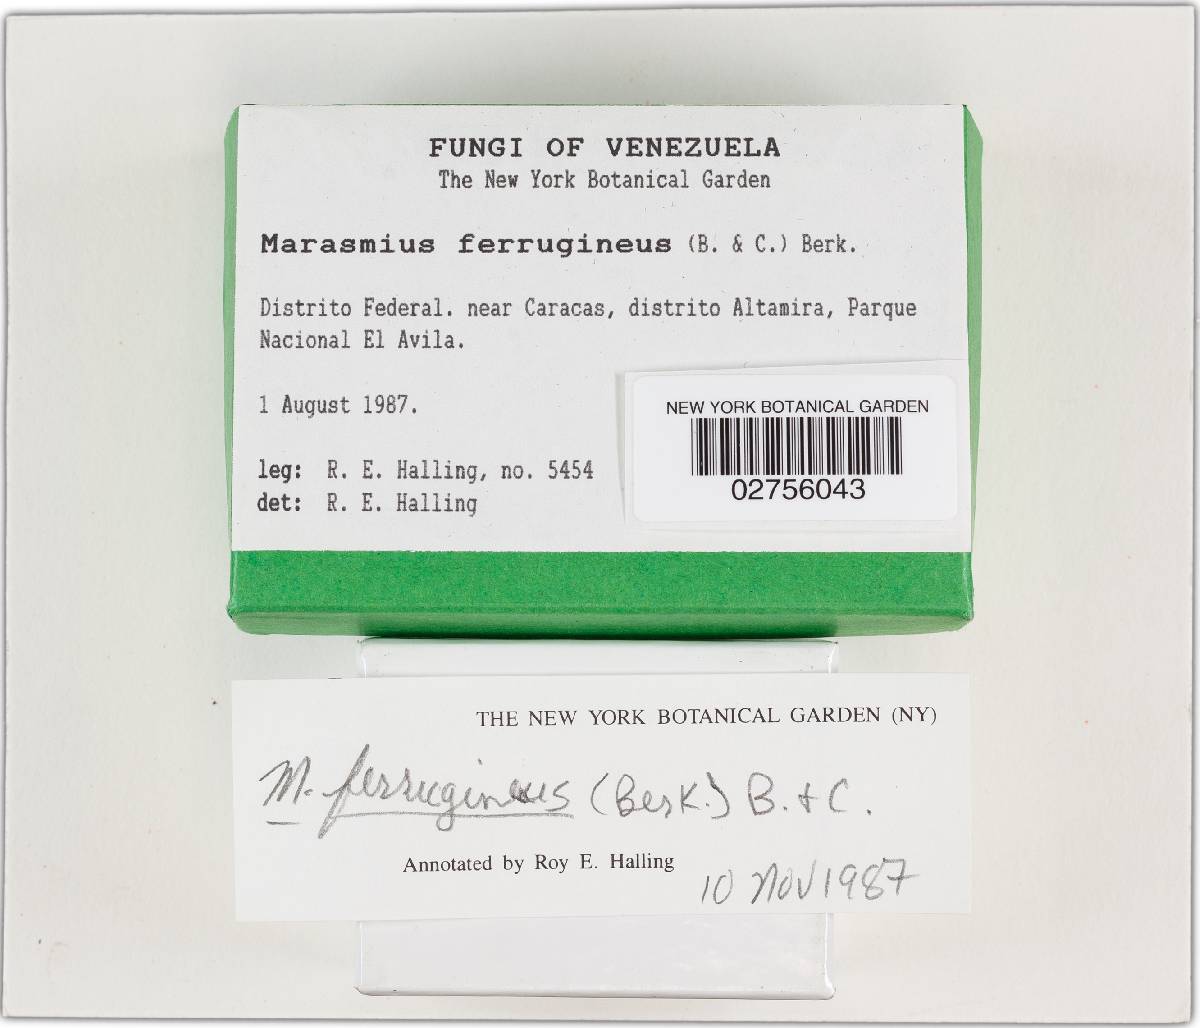 FUNGI OF VENEZUELA
The New York Botanical Garden
Marasmius ferrugineus (B. & C.) Berk.
Distrito Federal. near Caracas, distrito Altamira, Parque
Nacional El Avila.
1 August 1987.
leg: R. E. Halling, no. 5454
det: R. E. Halling
NEW YORK BOTANICAL GARDEN
02756043
THE NEW YORK BOTANICAL GARDEN (NY)
M. ferrugineus (Berk.) B. & C.
Annotated by Roy E. Halling
10 Nov 1987